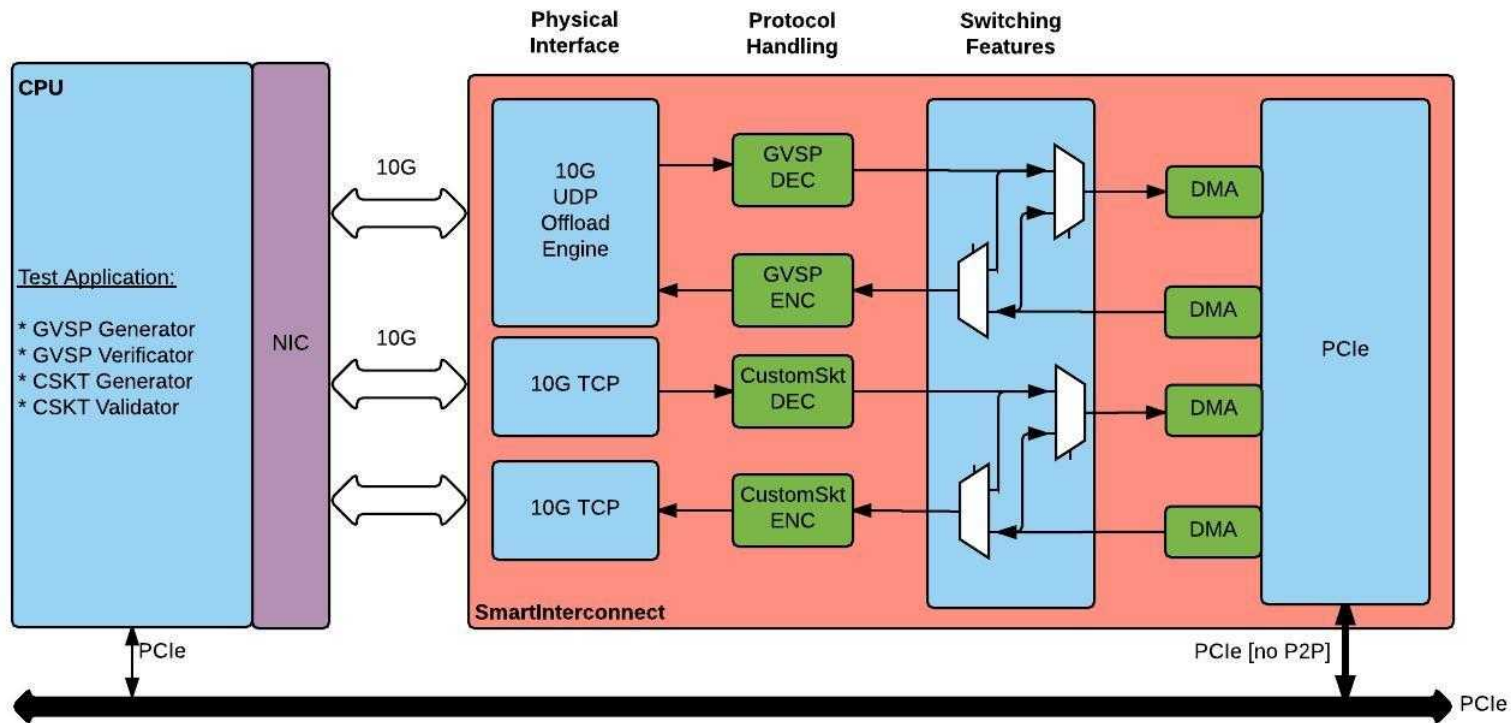 Physical
Interface
Protocol
Handling
Switching
Features
CPU
Test Application:
* GVSP Generator
* GVSP Verificator
* CSKT Generator
* CSKT Validator
NIC
10G
10G
10G
UDP
Offload
Engine
10G TCP
10G TCP
GVSP
DEC
GVSP
ENC
CustomSkt
DEC
CustomSkt
ENC
DMA
DMA
DMA
DMA
PCIe
SmartInterconnect
PCIe
PCIe [no P2P]
PCIe